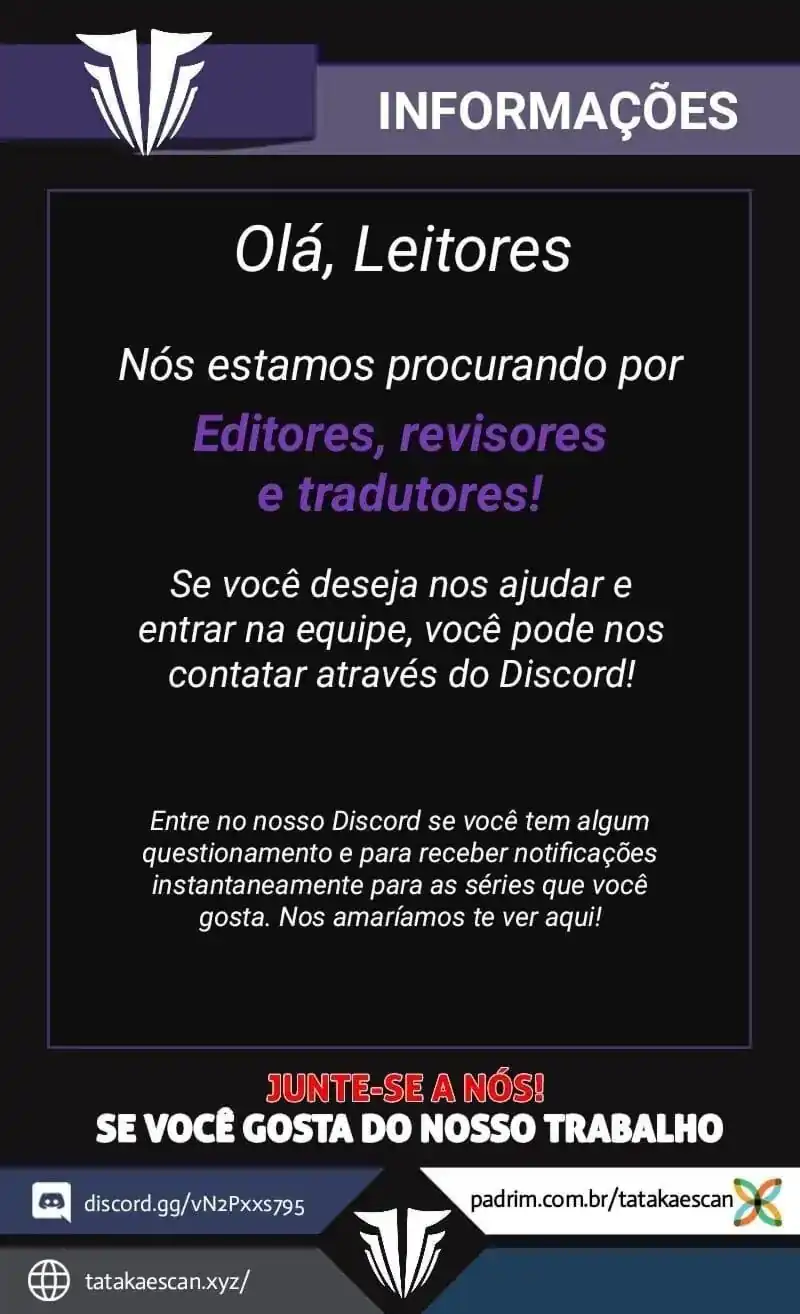 INFORMAÇÕES
Olá, Leitores
Nós estamos procurando por
Editores, revisores
e tradutores!
Se você deseja nos ajudar e
entrar na equipe, você pode nos
contatar através do Discord!
Entre no nosso Discord se você tem algum
questionamento e para receber notificações
instantaneamente para as séries que você
gosta. Nos amaríamos te ver aqui!
JUNTE-SE A NÓS!
SE VOCÊ GOSTA DO NOSSO TRABALHO
discord.gg/vN2Pxxs795
padrim.com.br/tatakaescan
tatakaescan.xyz/